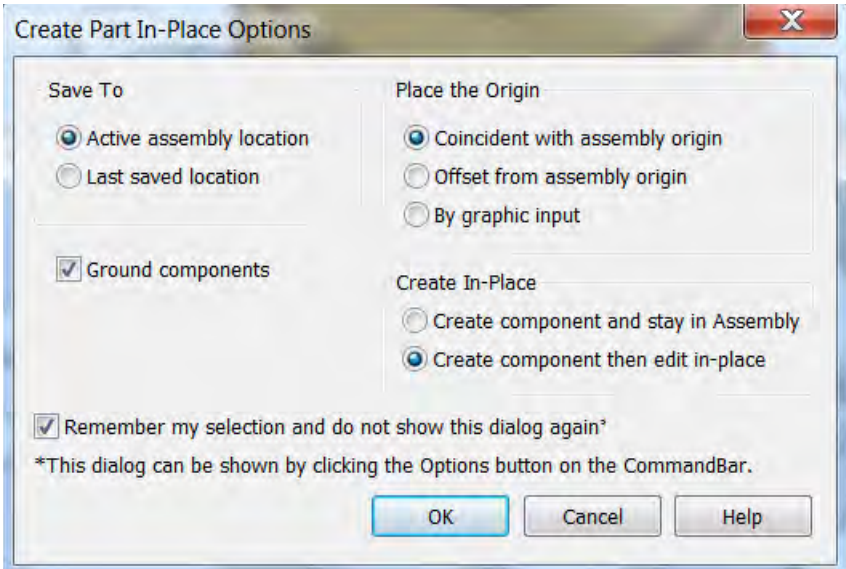 Create Part In-Place Options
Save To
Active assembly location
Last saved location
Ground components
Place the Origin
Coincident with assembly origin
Offset from assembly origin
By graphic input
Create In-Place
Create component and stay in Assembly
Create component then edit in-place
Remember my selection and do not show this dialog again*
*This dialog can be shown by clicking the Options button on the CommandBar.
OK
Cancel
Help